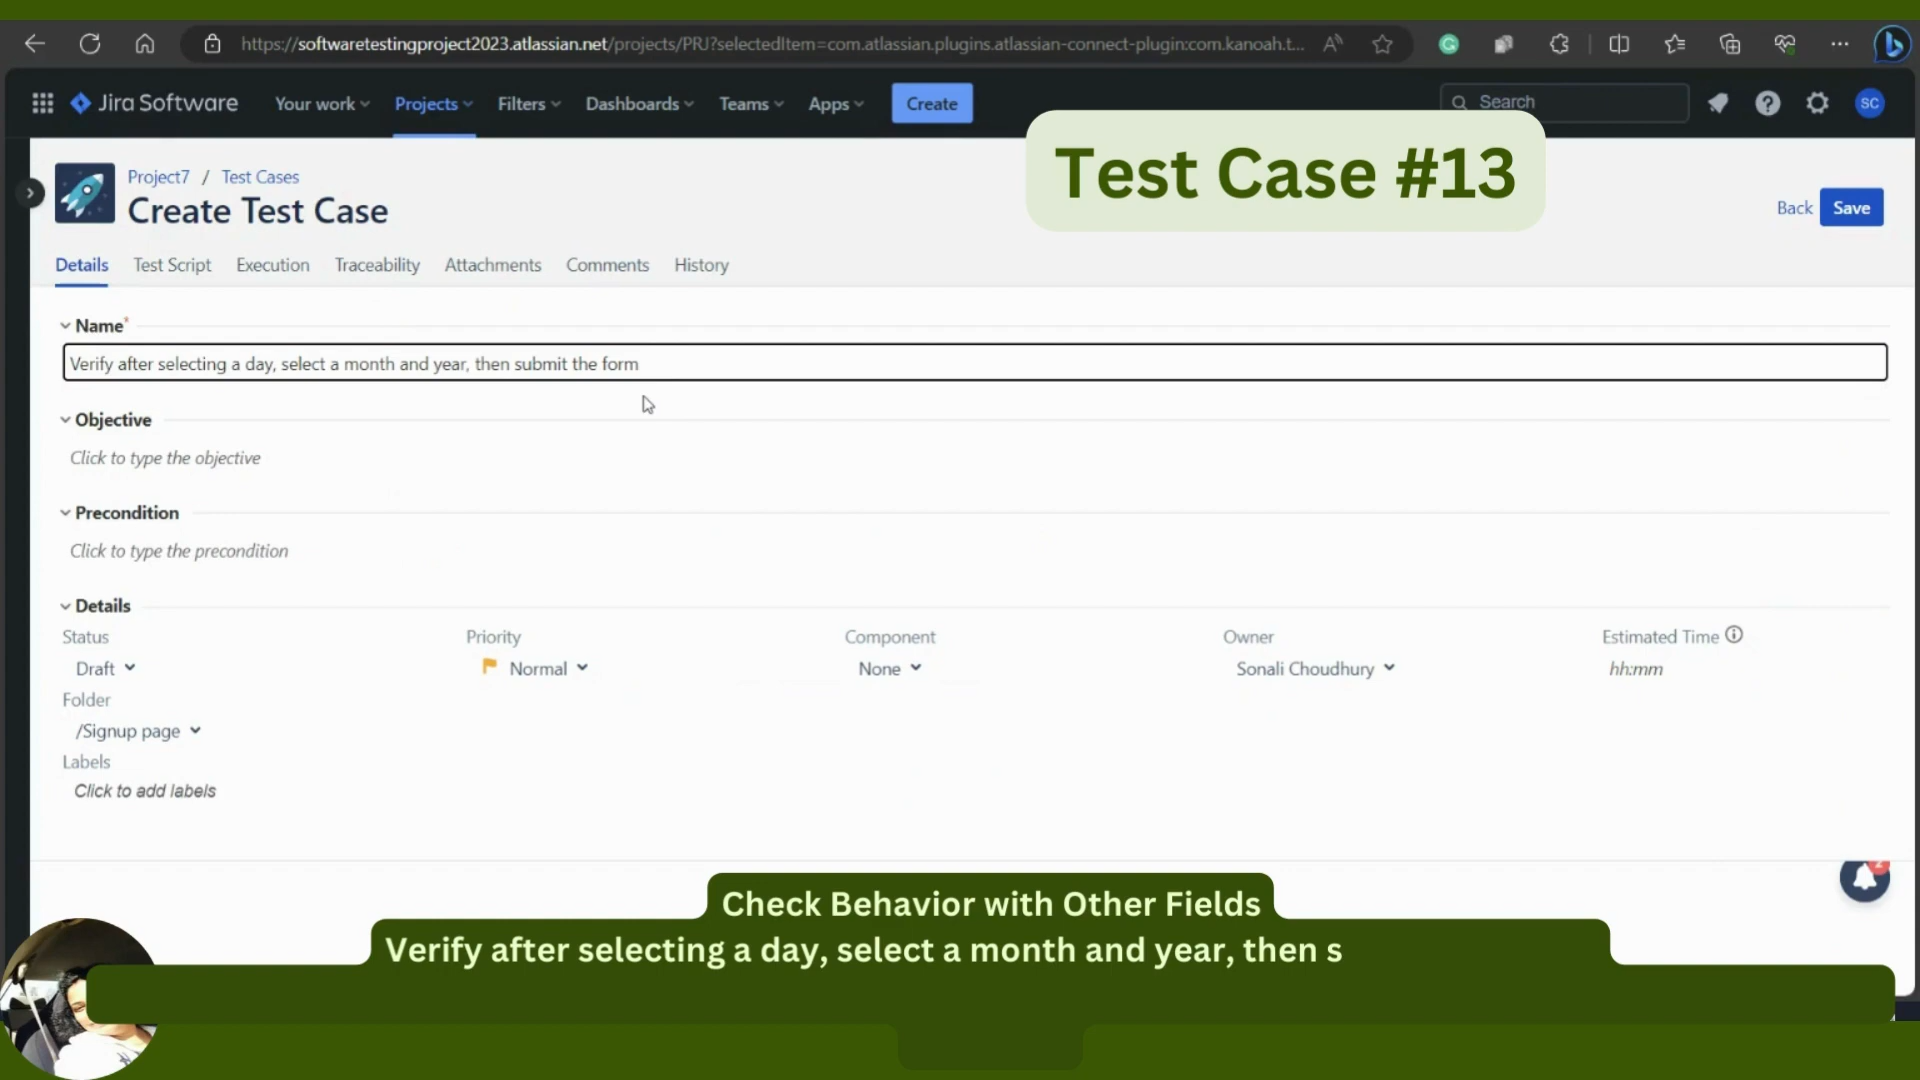 https://softwaretestingproject2023.atlassian.net/projects/PRJ?selectedItem=com.atlassian.plugins.atlassian-connect-plugin:com.kanoah.t...
Jira Software
Your work
Projects
Filters
Dashboards
Teams
Apps
Create
Search
SC
Test Case #13
Project7 / Test Cases
Create Test Case
Back
Save
Details
Test Script
Execution
Traceability
Attachments
Comments
History
Name*
Verify after selecting a day, select a month and year, then submit the form
Objective
Click to type the objective
Precondition
Click to type the precondition
Details
Status
Priority
Component
Owner
Estimated Time
Draft
Normal
None
Sonali Choudhury
hh:mm
Folder
/Signup page
Labels
Click to add labels
2
Check Behavior with Other Fields
Verify after selecting a day, select a month and year, then s